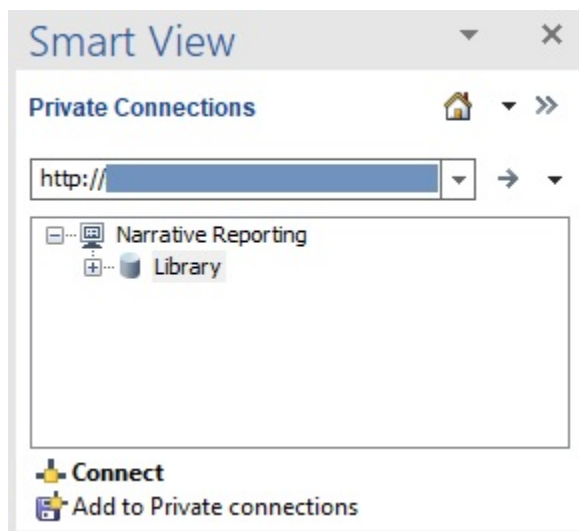 Smart View
Private Connections
http://
Narrative Reporting
Library
Connect
Add to Private connections